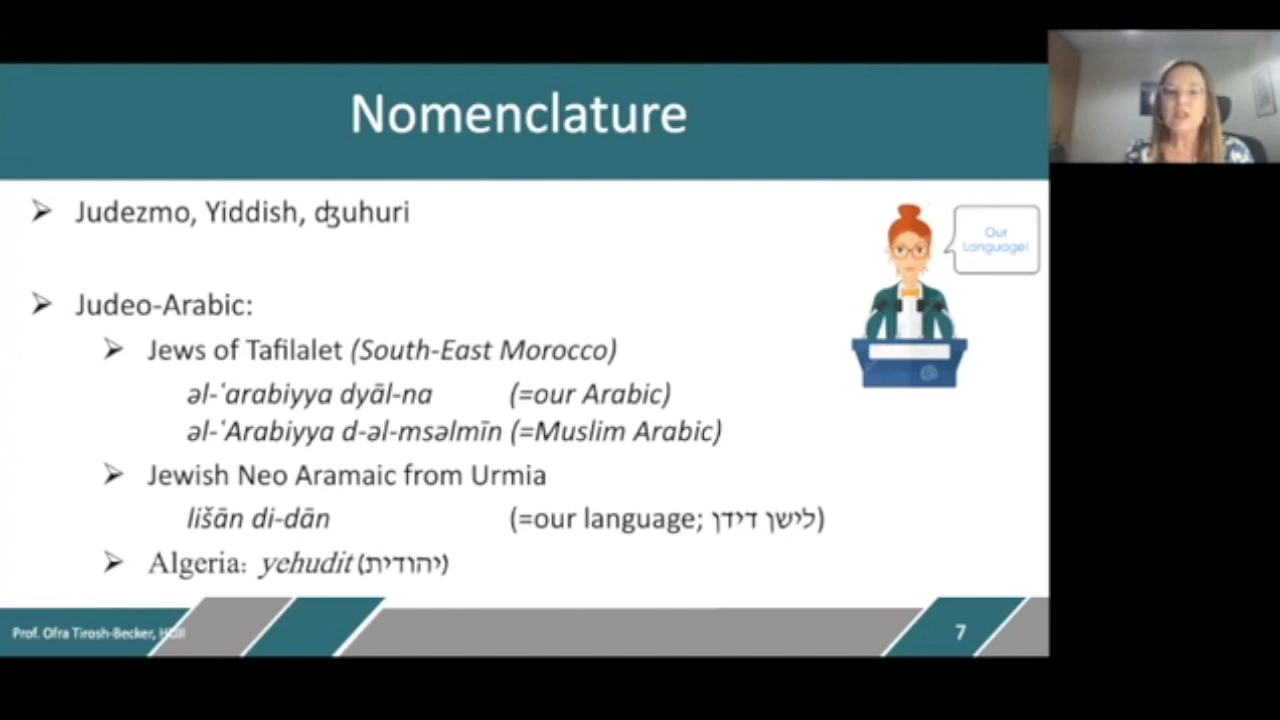 Nomenclature
Judezmo, Yiddish, ʤuhuri
Our
Language!
Judeo-Arabic:
Jews of Tafilalet (South-East Morocco)
əl-ʿarabiyya dyāl-na (=our Arabic)
əl-ʿArabiyya d-əl-msəlmīn (=Muslim Arabic)
Jewish Neo Aramaic from Urmia
lišān di-dān (=our language; לישן דידן)
Algeria: yehudit (יהודית)
Prof. Ofra Tirosh-Becker, HUJI
7